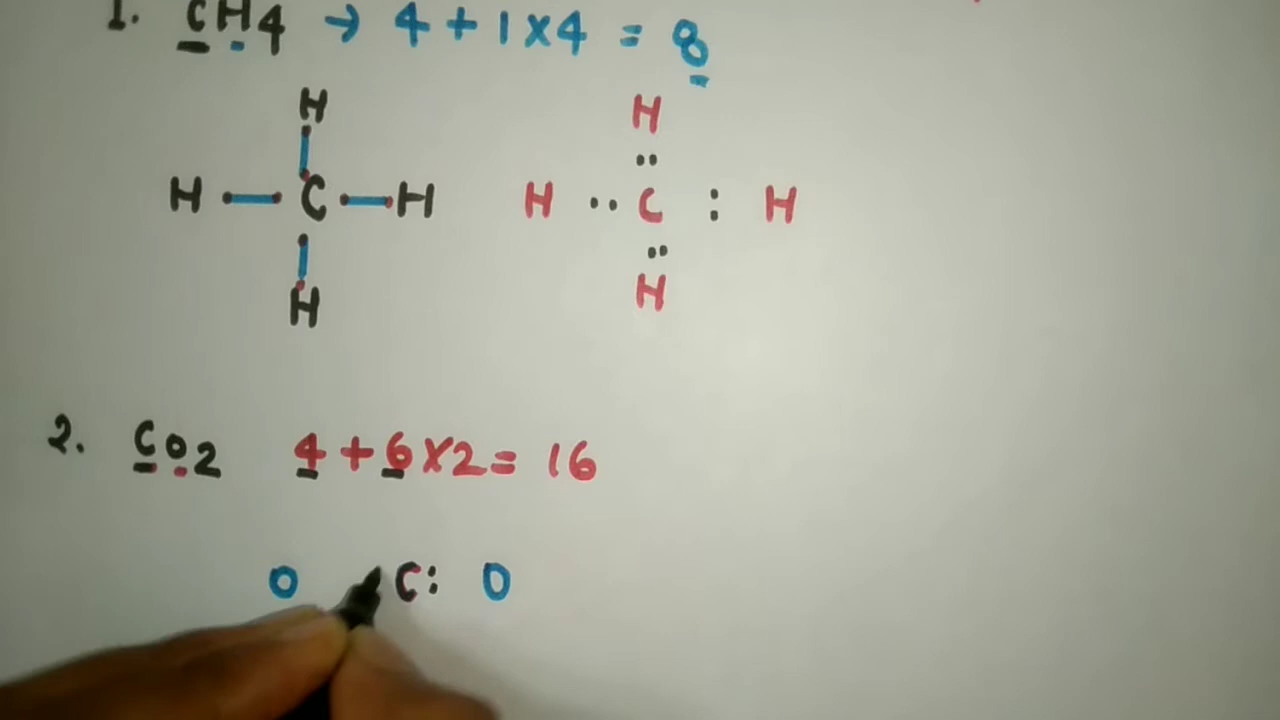 1. CH4 → 4 + 1 x 4 = 8
H H
H C H H .. C : H
H H
2. CO2 4 + 6 x 2 = 16
O C: O